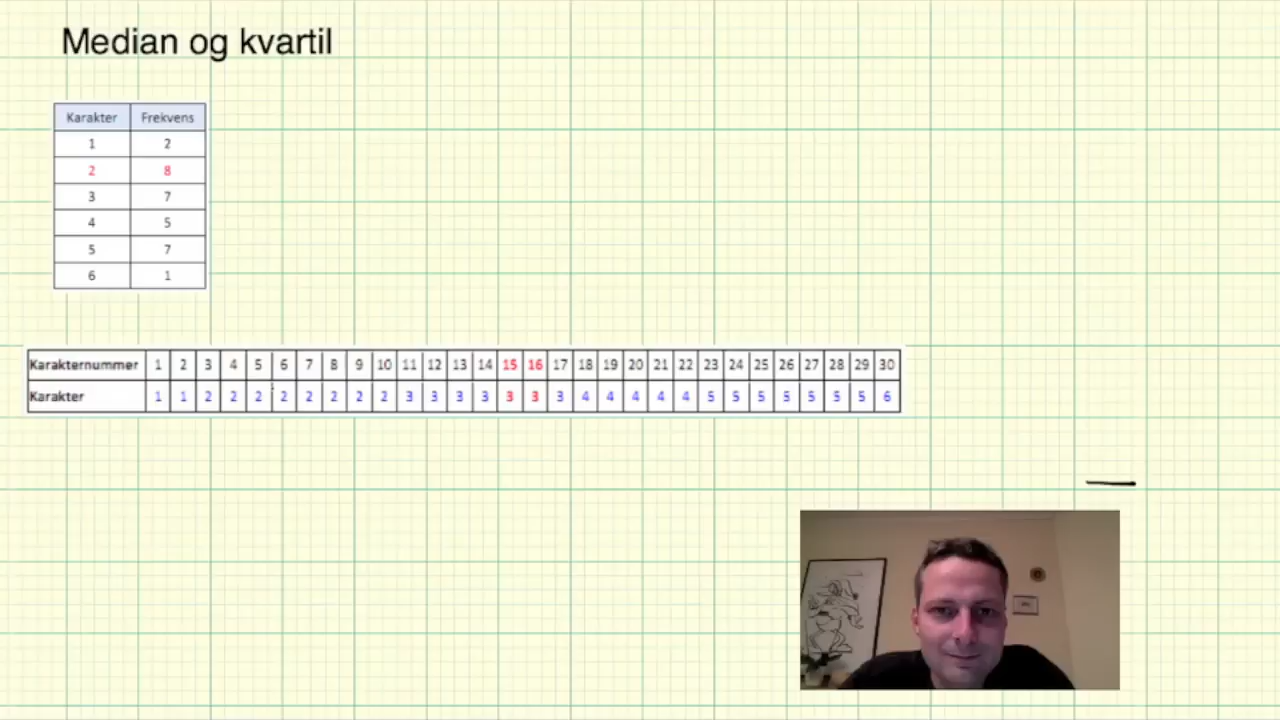 Median og kvartil
Karakter Frekvens
1 2
2 8
3 7
4 5
5 7
6 1
Karakternummer 1 2 3 4 5 6 7 8 9 10 11 12 13 14 15 16 17 18 19 20 21 22 23 24 25 26 27 28 29 30
Karakter 1 1 2 2 2 2 2 2 2 2 3 3 3 3 3 3 3 4 4 4 4 4 5 5 5 5 5 5 5 6